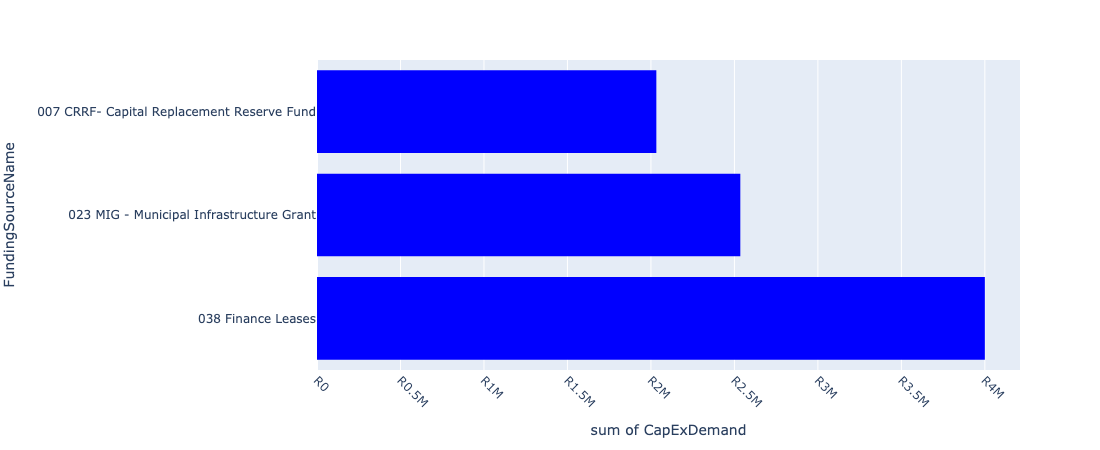 007 CRRF- Capital Replacement Reserve Fund
023 MIG - Municipal Infrastructure Grant
038 Finance Leases
FundingSourceName
R0
R0.5M
R1M
R1.5M
R2M
R2.5M
R3M
R3.5M
R4M
sum of CapExDemand